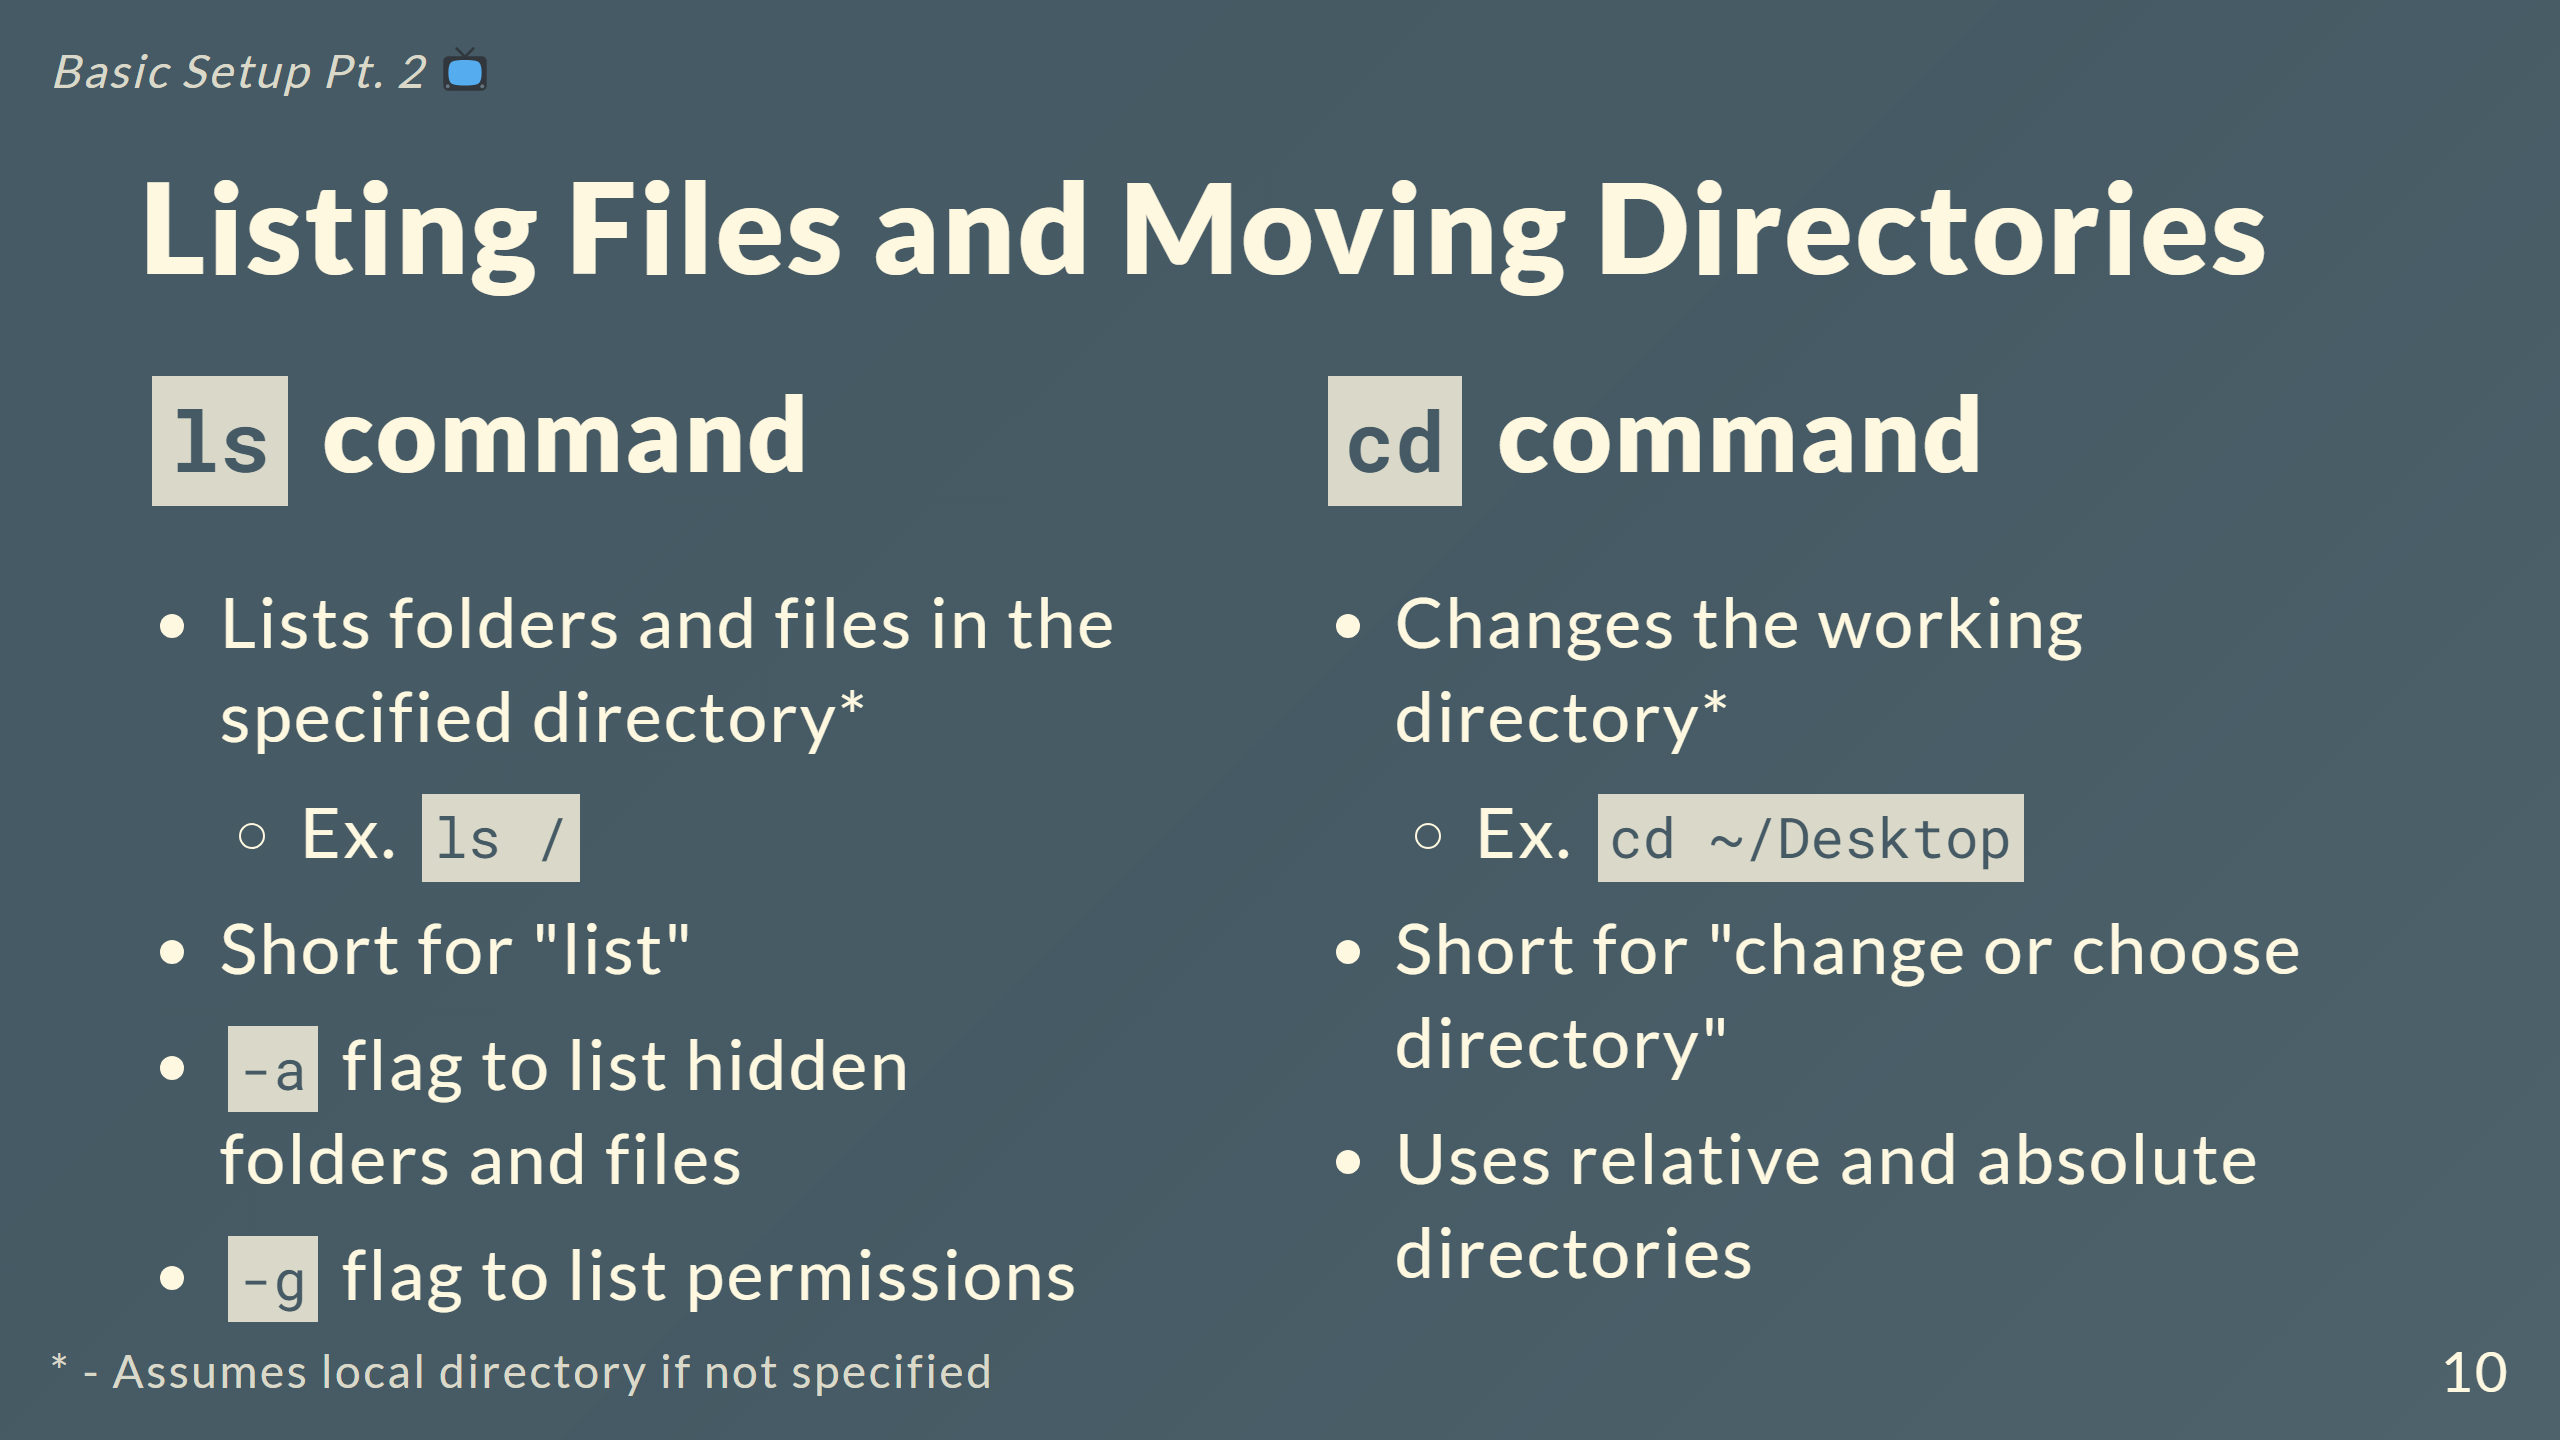 Basic Setup Pt. 2
Listing Files and Moving Directories
ls command
• Lists folders and files in the
specified directory*
◦ Ex. ls /
• Short for "list"
• -a flag to list hidden
folders and files
• -g flag to list permissions
cd command
• Changes the working
directory*
◦ Ex. cd ~/Desktop
• Short for "change or choose
directory"
• Uses relative and absolute
directories
* - Assumes local directory if not specified
10